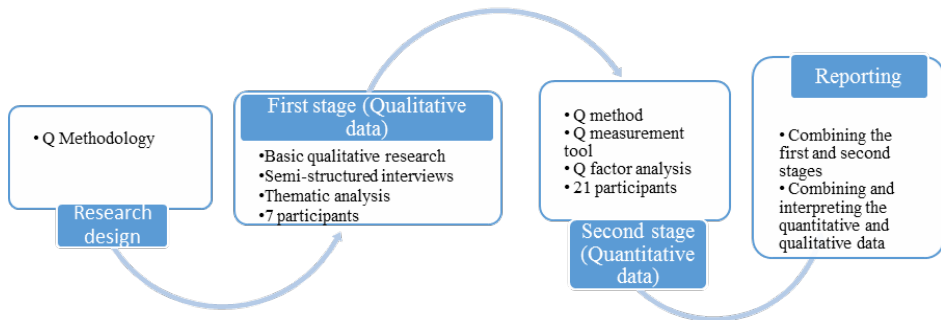 • Q Methodology
Research
design
First stage (Qualitative
data)
•Basic qualitative research
•Semi-structured interviews
•Thematic analysis
•7 participants
• Q method
• Q measurement
tool
• Q factor analysis
• 21 participants
Second stage
(Quantitative
data)
Reporting
• Combining the
first and second
stages
• Combining and
interpreting the
quantitative and
qualitative data